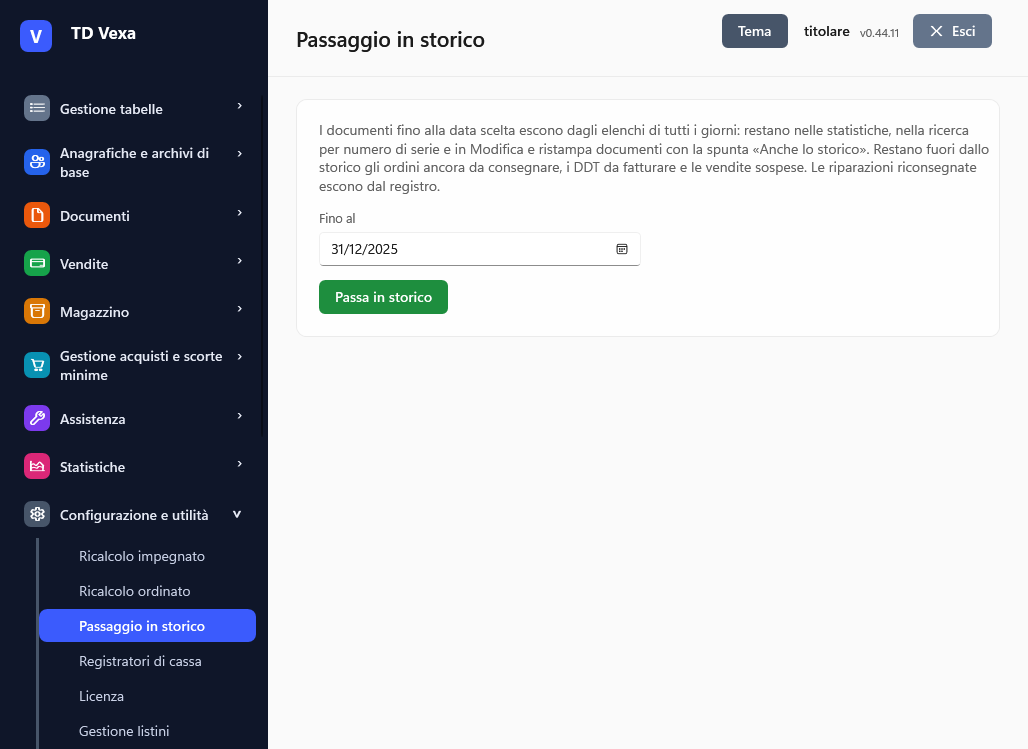 V
TD Vexa
Gestione tabelle
Anagrafiche e archivi di
base
Documenti
Vendite
Magazzino
Gestione acquisti e scorte
minime
Assistenza
Statistiche
Configurazione e utilità
Ricalcolo impegnato
Ricalcolo ordinato
Passaggio in storico
Registratori di cassa
Licenza
Gestione listini
Passaggio in storico
Tema
titolare v0.44.11
Esci
I documenti fino alla data scelta escono dagli elenchi di tutti i giorni: restano nelle statistiche, nella ricerca
per numero di serie e in Modifica e ristampa documenti con la spunta «Anche lo storico». Restano fuori dallo
storico gli ordini ancora da consegnare, i DDT da fatturare e le vendite sospese. Le riparazioni riconsegnate
escono dal registro.
Fino al
31/12/2025
Passa in storico